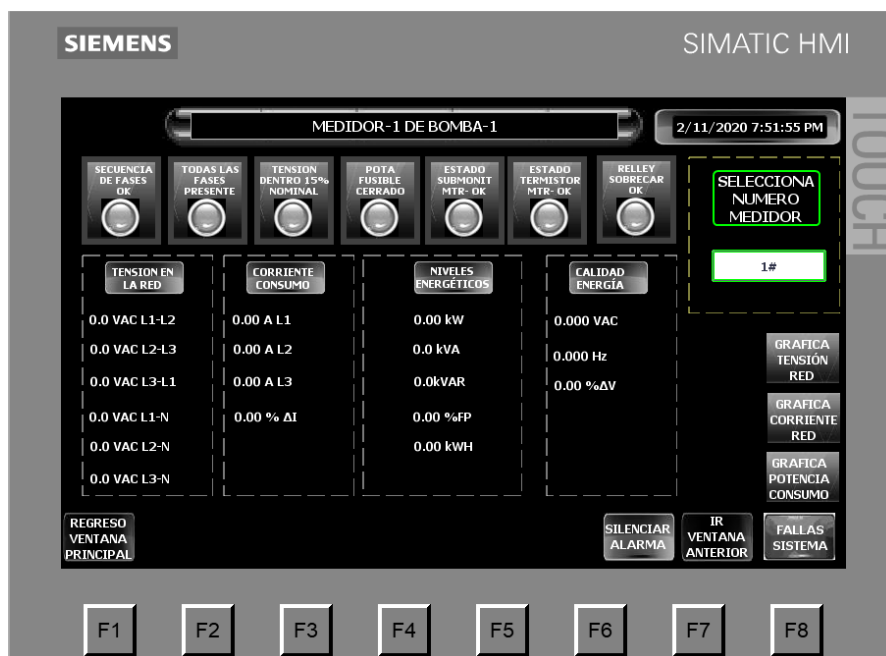 SIEMENS
SIMATIC HMI
TOUCH
MEDIDOR-1 DE BOMBA-1
2/11/2020 7:51:55 PM
SECUENCIA
DE FASES
OK
TODAS LAS
FASES
PRESENTE
TENSION
DENTRO 15%
NOMINAL
POTA
FUSIBLE
CERRADO
ESTADO
SUBMONIT
MTR- OK
ESTADO
TERMISTOR
MTR- OK
RELLEY
SOBRECAR
OK
SELECCIONA
NUMERO
MEDIDOR
1#
TENSION EN
LA RED
0.0 VAC L1-L2
0.0 VAC L2-L3
0.0 VAC L3-L1
0.0 VAC L1-N
0.0 VAC L2-N
0.0 VAC L3-N
CORRIENTE
CONSUMO
0.00 A L1
0.00 A L2
0.00 A L3
0.00 % ΔI
NIVELES
ENERGÉTICOS
0.00 kW
0.0 kVA
0.0kVAR
0.00 %FP
0.00 kWH
CALIDAD
ENERGÍA
0.000 VAC
0.000 Hz
0.00 %ΔV
GRAFICA
TENSIÓN
RED
GRAFICA
CORRIENTE
RED
GRAFICA
POTENCIA
CONSUMO
REGRESO
VENTANA
PRINCIPAL
SILENCIAR
ALARMA
IR
VENTANA
ANTERIOR
FALLAS
SISTEMA
F1
F2
F3
F4
F5
F6
F7
F8